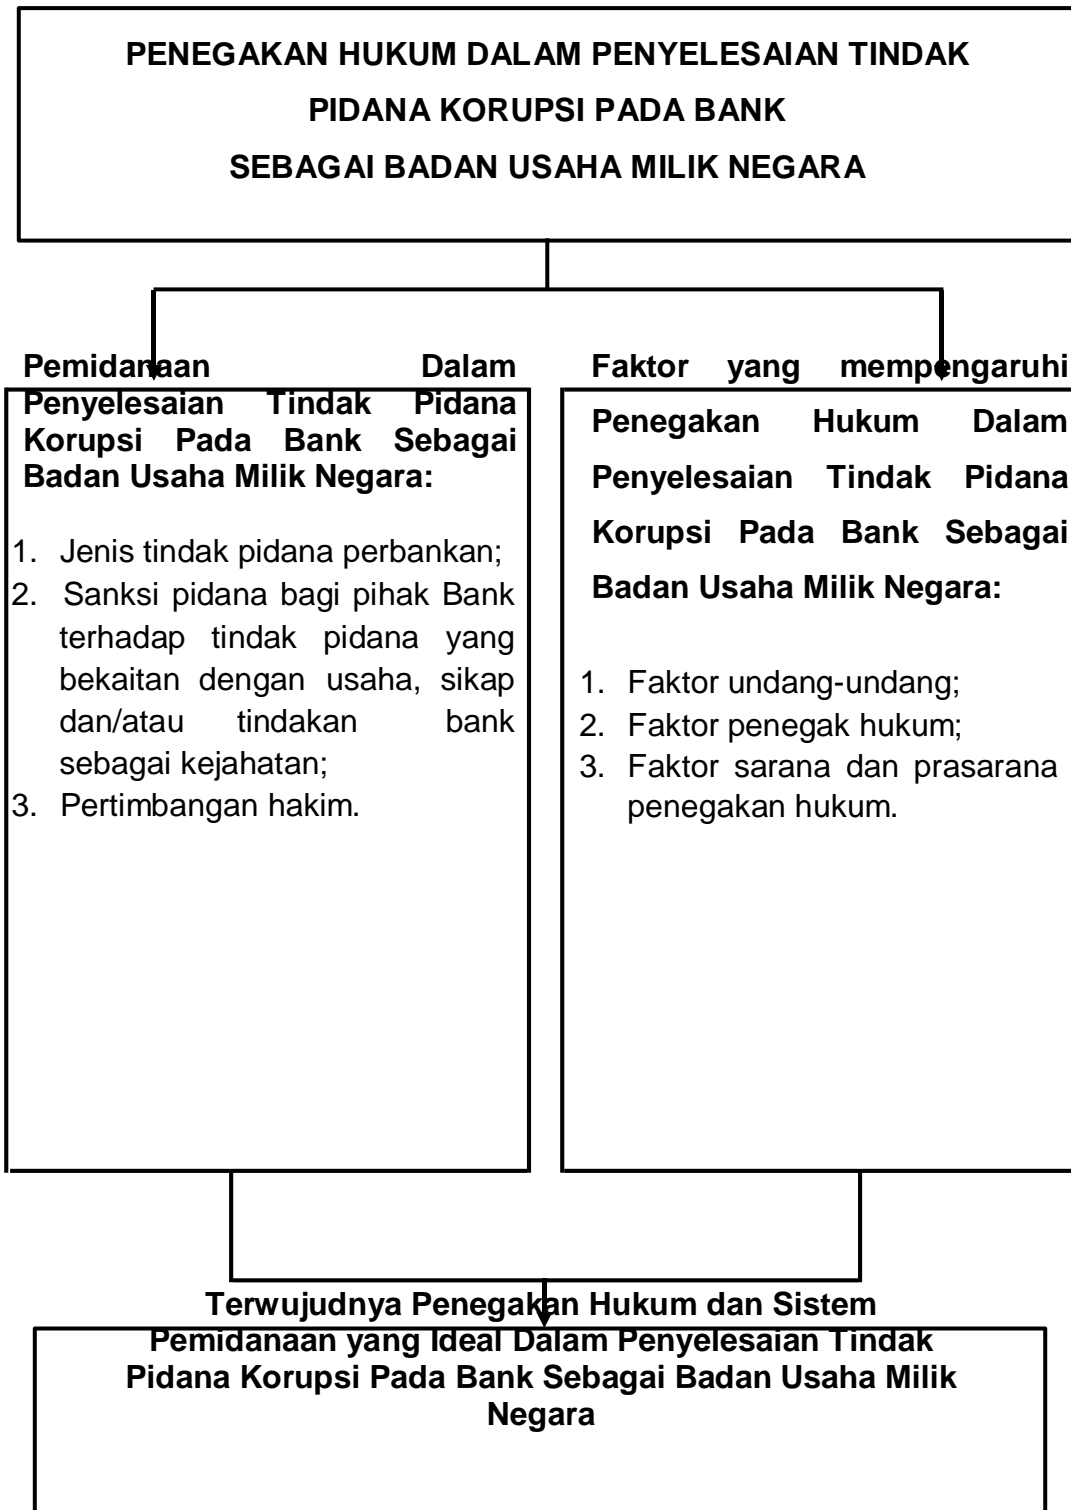 PENEGAKAN HUKUM DALAM PENYELESAIAN TINDAK
PIDANA KORUPSI PADA BANK
SEBAGAI BADAN USAHA MILIK NEGARA
Pemidanaan Dalam
Penyelesaian Tindak Pidana
Korupsi Pada Bank Sebagai
Badan Usaha Milik Negara:
1. Jenis tindak pidana perbankan;
2. Sanksi pidana bagi pihak Bank
terhadap tindak pidana yang
bekaitan dengan usaha, sikap
dan/atau tindakan bank
sebagai kejahatan;
3. Pertimbangan hakim.
Faktor yang mempengaruhi
Penegakan Hukum Dalam
Penyelesaian Tindak Pidana
Korupsi Pada Bank Sebagai
Badan Usaha Milik Negara:
1. Faktor undang-undang;
2. Faktor penegak hukum;
3. Faktor sarana dan prasarana
penegakan hukum.
Terwujudnya Penegakan Hukum dan Sistem
Pemidanaan yang Ideal Dalam Penyelesaian Tindak
Pidana Korupsi Pada Bank Sebagai Badan Usaha Milik
Negara